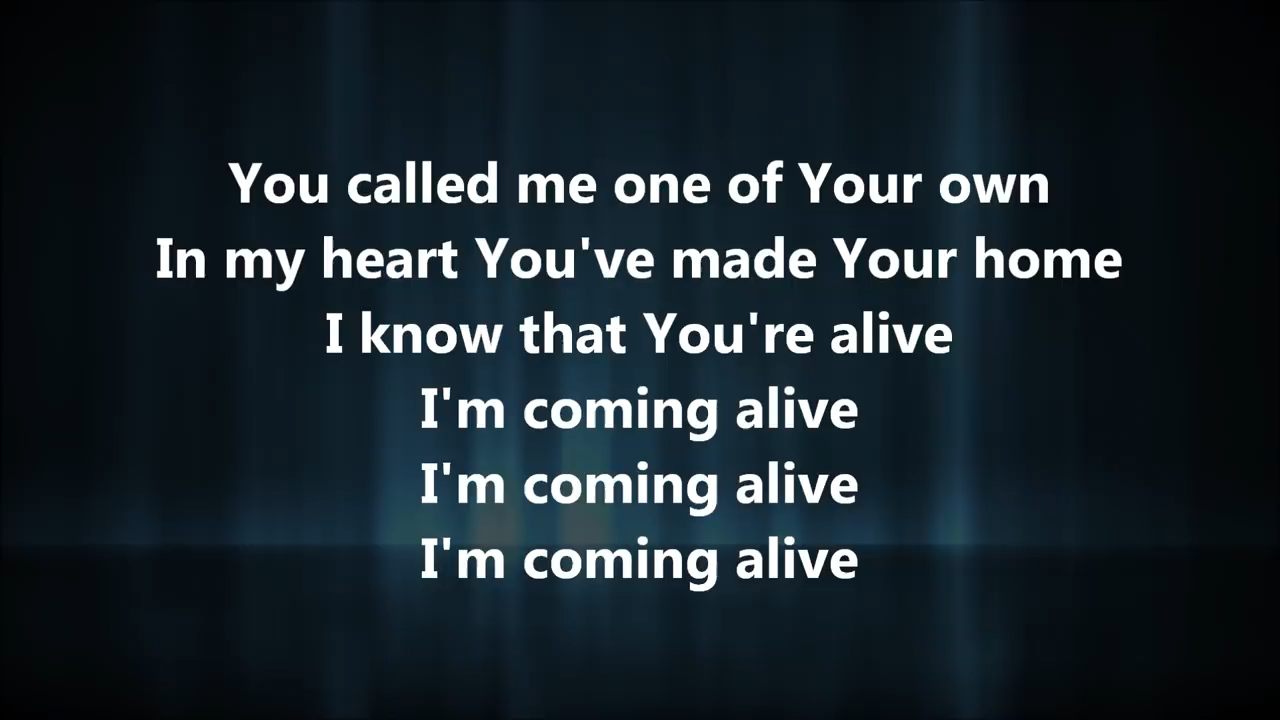 You called me one of Your own
In my heart You've made Your home
I know that You're alive
I'm coming alive
I'm coming alive
I'm coming alive